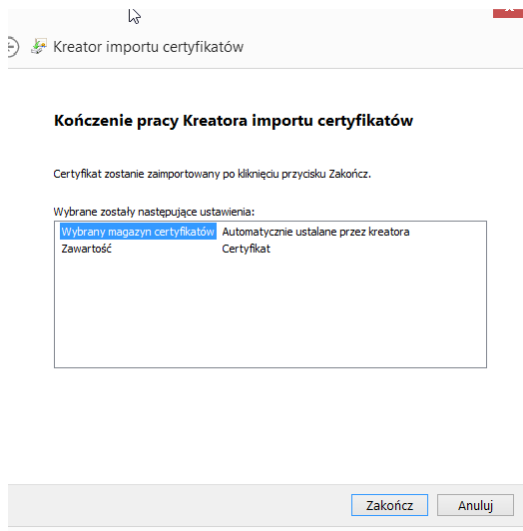 Kreator importu certyfikatów
Kończenie pracy Kreatora importu certyfikatów
Certyfikat zostanie zaimportowany po kliknięciu przycisku Zakończ.
Wybrane zostały następujące ustawienia:
Wybrany magazyn certyfikatów Automatycznie ustalane przez kreatora
Zawartość Certyfikat
Zakończ Anuluj